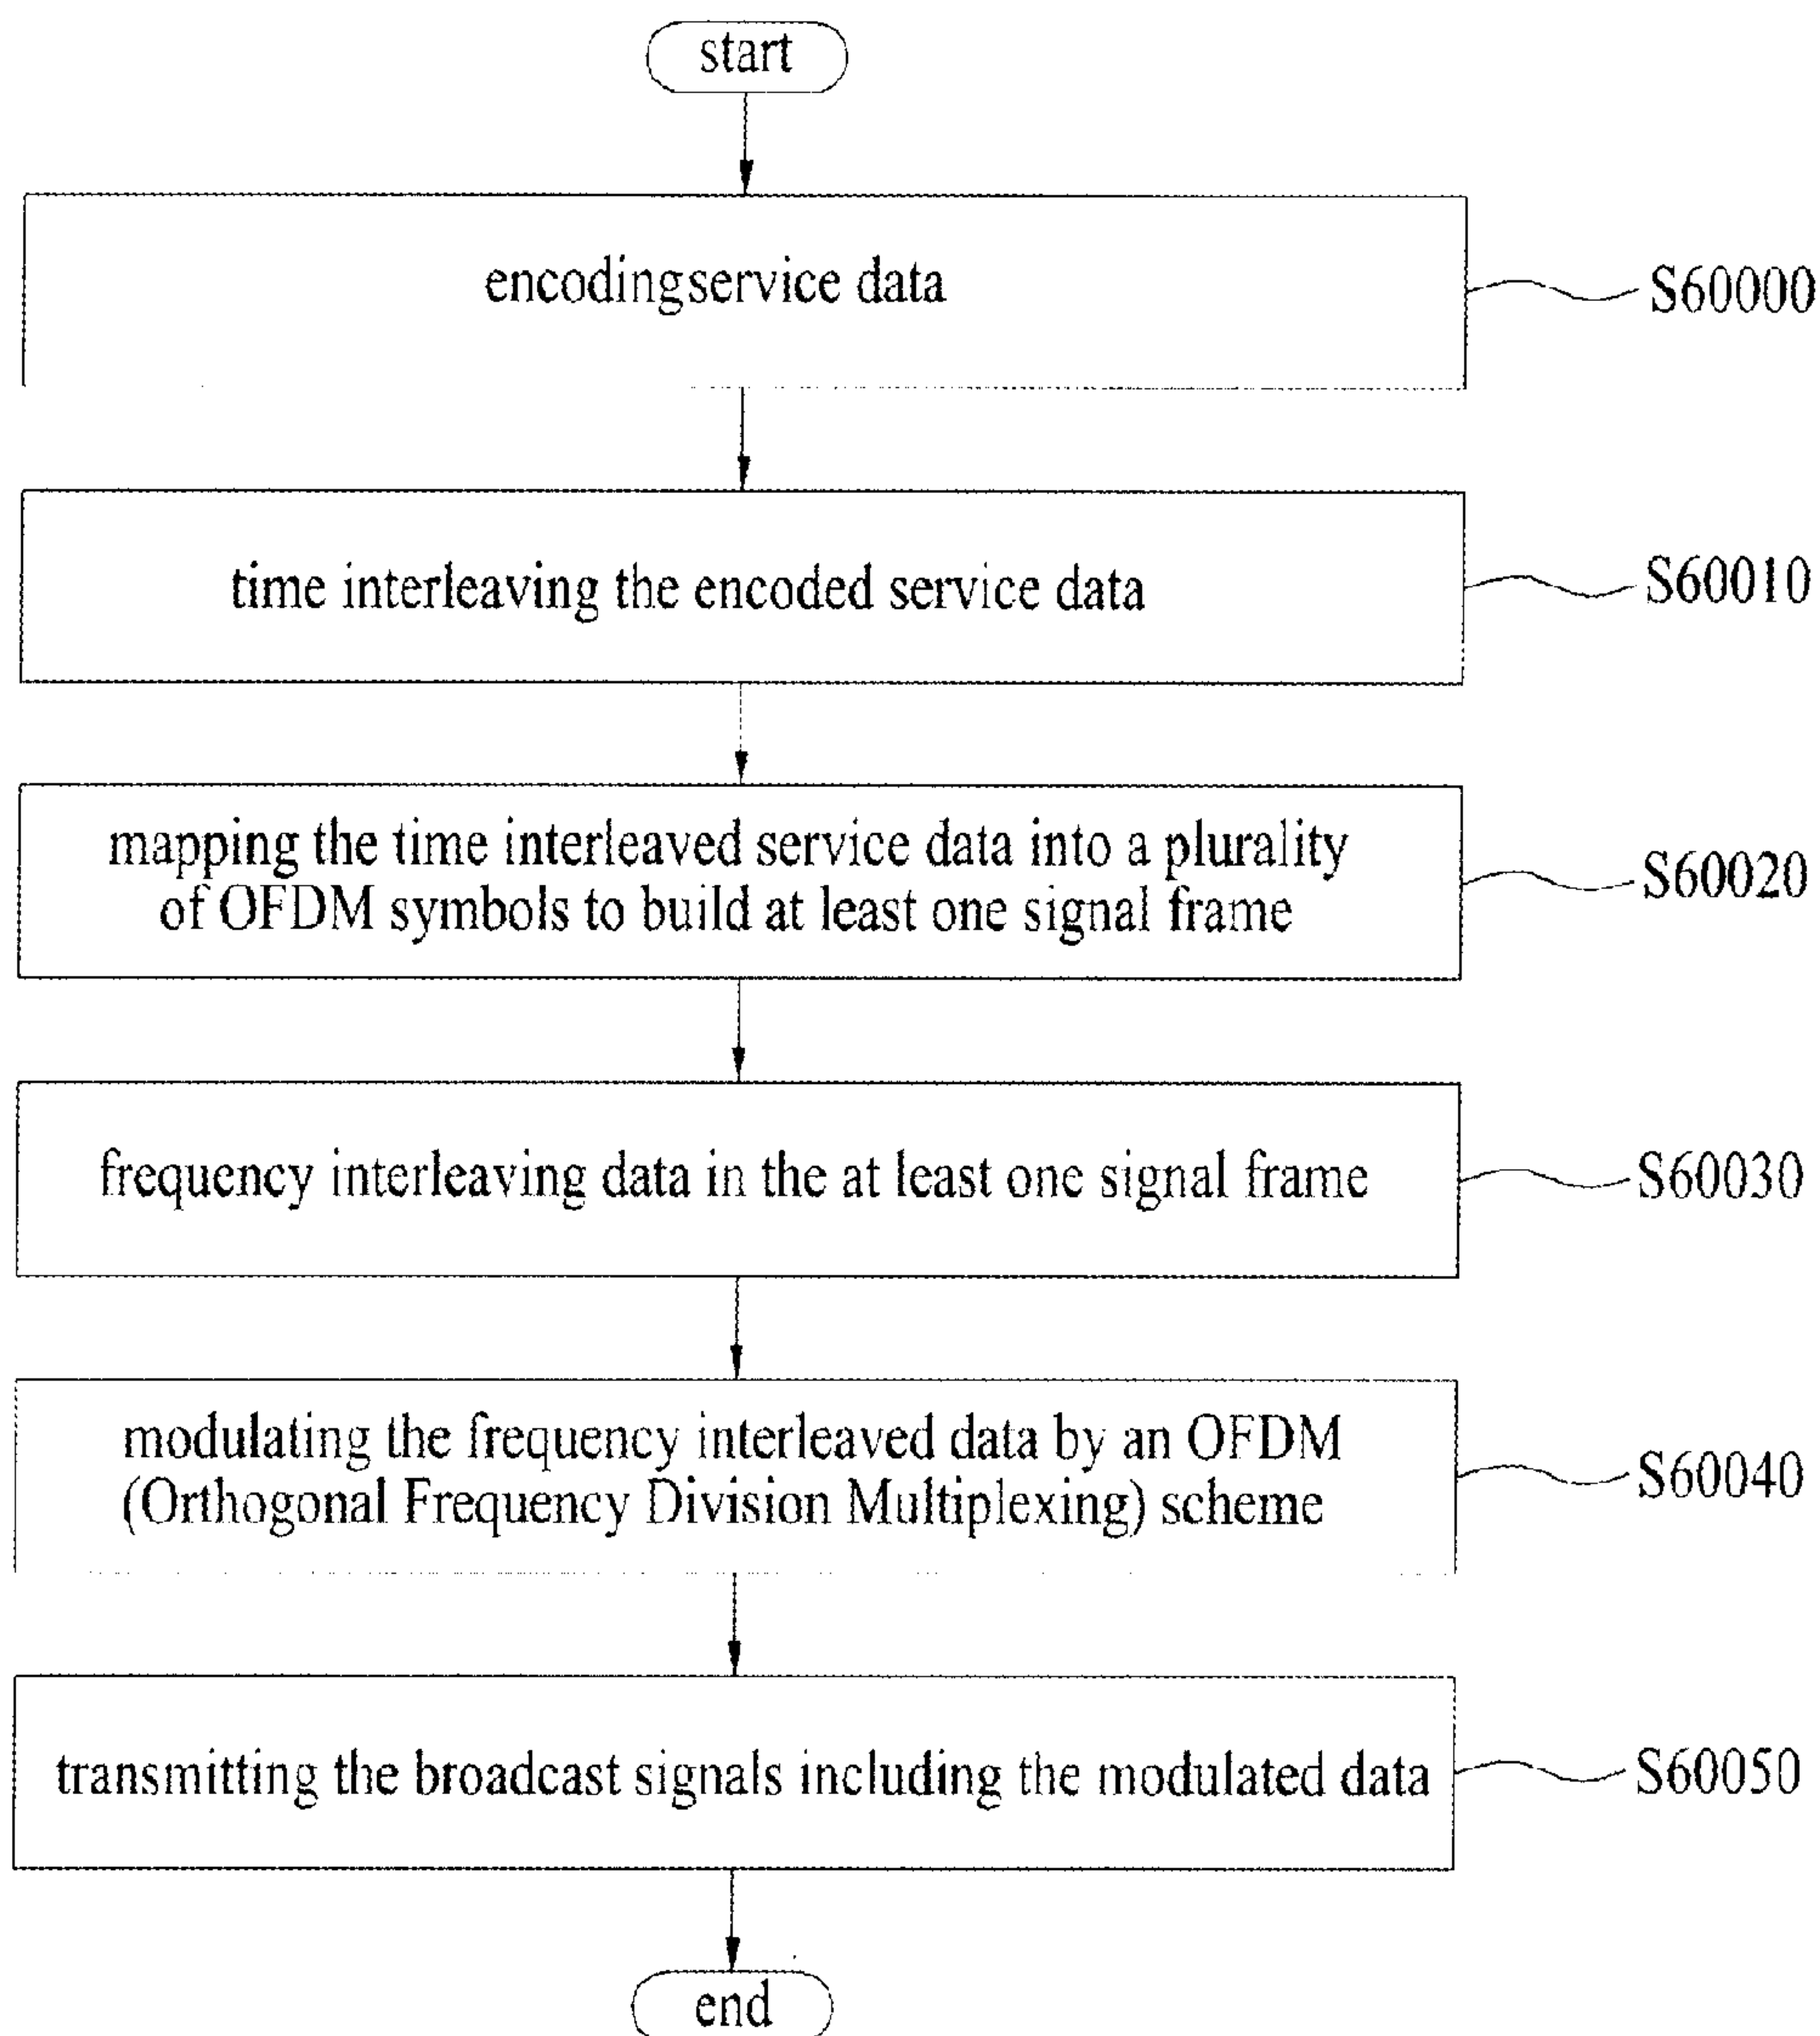 start
encodingservice data
S60000
time interleaving the encoded service data
S60010
mapping the time interleaved service data into a plurality
of OFDM symbols to build at least one signal frame
S60020
frequency interleaving data in the at least one signal frame
S60030
modulating the frequency interleaved data by an OFDM
(Orthogonal Frequency Division Multiplexing) scheme
S60040
transmitting the broadcast signals including the modulated data
S60050
end